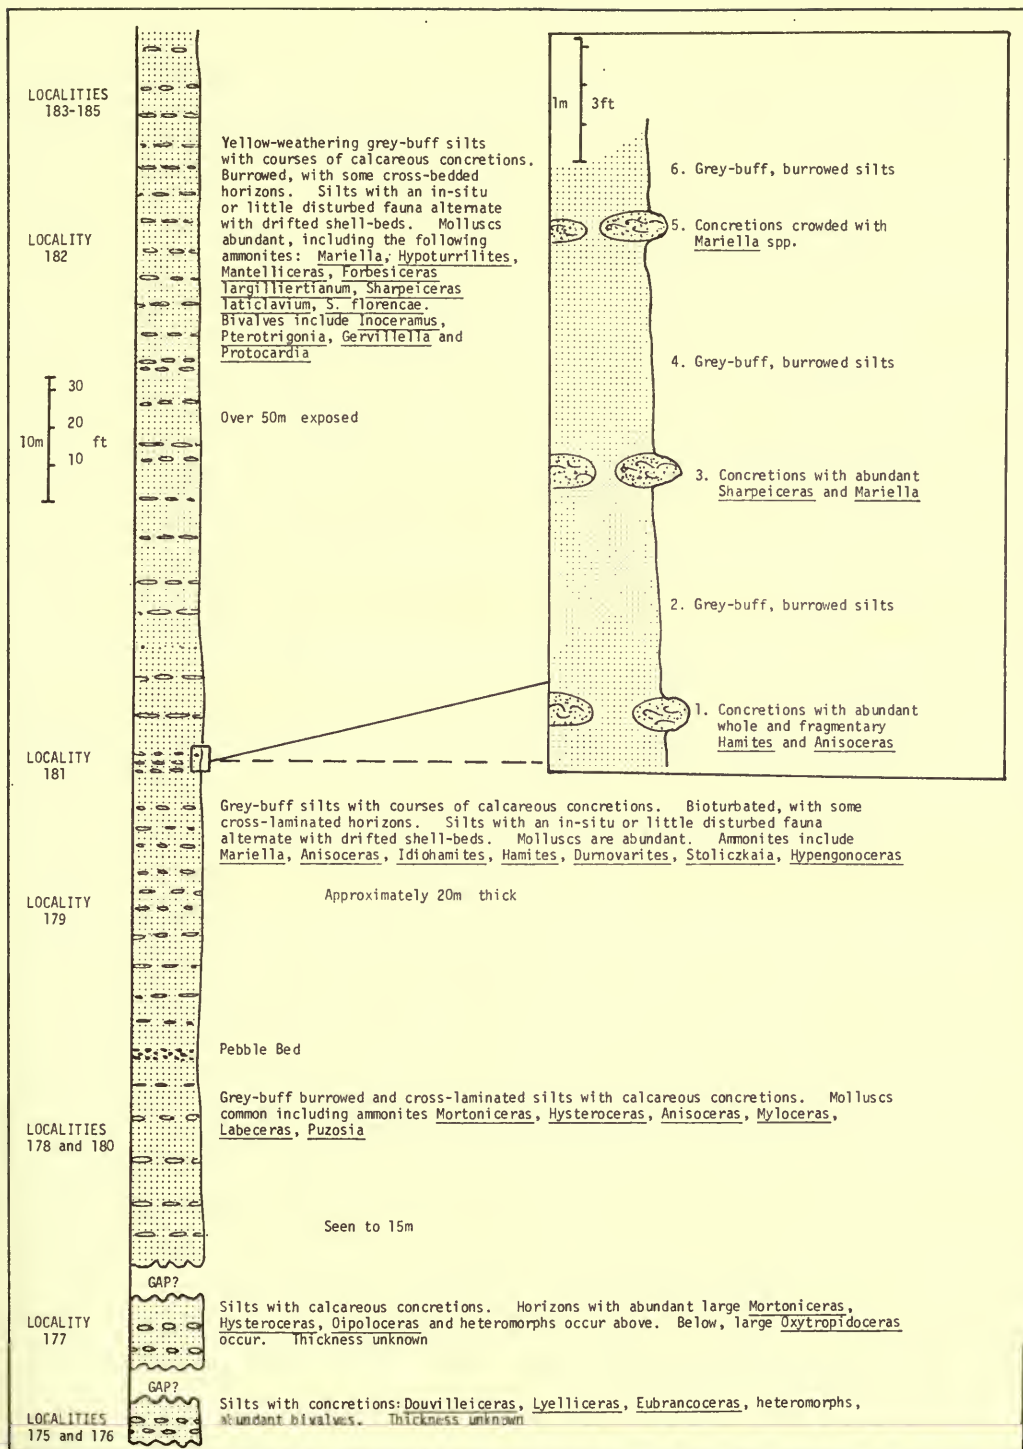 LOCALITIES
183-185
Yellow-weathering grey-buff silts
with courses of calcareous concretions.
Burrowed, with some cross-bedded
horizons. Silts with an in-situ
or little disturbed fauna alternate
with drifted shell-beds. Molluscs
abundant, including the following
ammonites: Mariella, Hypoturrilites,
Mantelliceras, Forbesiceras
largilliertianum, Sharpeiceras
laticlavium, S. florencae.
Bivalves include Inoceramus,
Pterotrigonia, Gervillella and
Protocardia
LOCALITY
182
Over 50m exposed
30
20
10m ft
10
1m 3ft
6. Grey-buff, burrowed silts
5. Concretions crowded with
Mariella spp.
4. Grey-buff, burrowed silts
3. Concretions with abundant
Sharpeiceras and Mariella
2. Grey-buff, burrowed silts
1. Concretions with abundant
whole and fragmentary
Hamites and Anisoceras
LOCALITY
181
Grey-buff silts with courses of calcareous concretions. Bioturbated, with some
cross-laminated horizons. Silts with an in-situ or little disturbed fauna
alternate with drifted shell-beds. Molluscs are abundant. Ammonites include
Mariella, Anisoceras, Idiohamites, Hamites, Durnovarites, Stoliczkaia, Hypengonoceras
Approximately 20m thick
LOCALITY
179
Pebble Bed
Grey-buff burrowed and cross-laminated silts with calcareous concretions. Molluscs
common including ammonites Mortoniceras, Hysteroceras, Anisoceras, Myloceras,
Labeceras, Puzosia
LOCALITIES
178 and 180
Seen to 15m
GAP?
Silts with calcareous concretions. Horizons with abundant large Mortoniceras,
Hysteroceras, Oipoloceras and heteromorphs occur above. Below, large Oxytropidoceras
occur. Thickness unknown
LOCALITY
177
GAP?
Silts with concretions: Douvilleiceras, Lyelliceras, Eubrancoceras, heteromorphs,
abundant bivalves. Thickness unknown
LOCALITIES
175 and 176